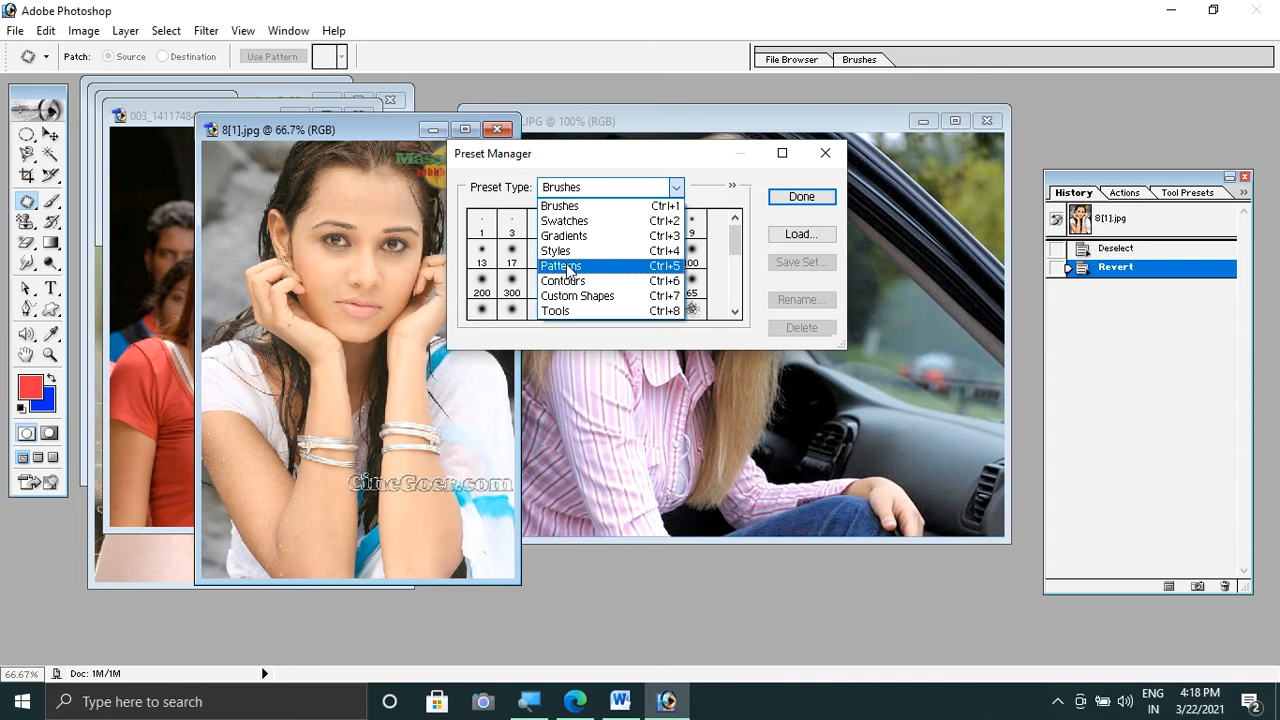 Adobe Photoshop
File Edit Image Layer Select Filter View Window Help
Patch: Source Destination Use Pattern File Browser Brushes
003_1411748
8[1].jpg @ 66.7% (RGB)
JPG @ 100% (RGB)
Preset Manager
Preset Type: Brushes
Done
Brushes Ctrl+1
Swatches Ctrl+2
Gradients Ctrl+3
Styles Ctrl+4
Patterns Ctrl+5
Contours Ctrl+6
Custom Shapes Ctrl+7
Tools Ctrl+8
1 3 9
13 17 00
200 300 65
Load...
Save Set...
Rename...
Delete
History Actions Tool Presets
8[1].jpg
Deselect
Revert
CineGoer.com
66.67% Doc: 1M/1M
Type here to search
ENG
IN
4:18 PM
3/22/2021
2